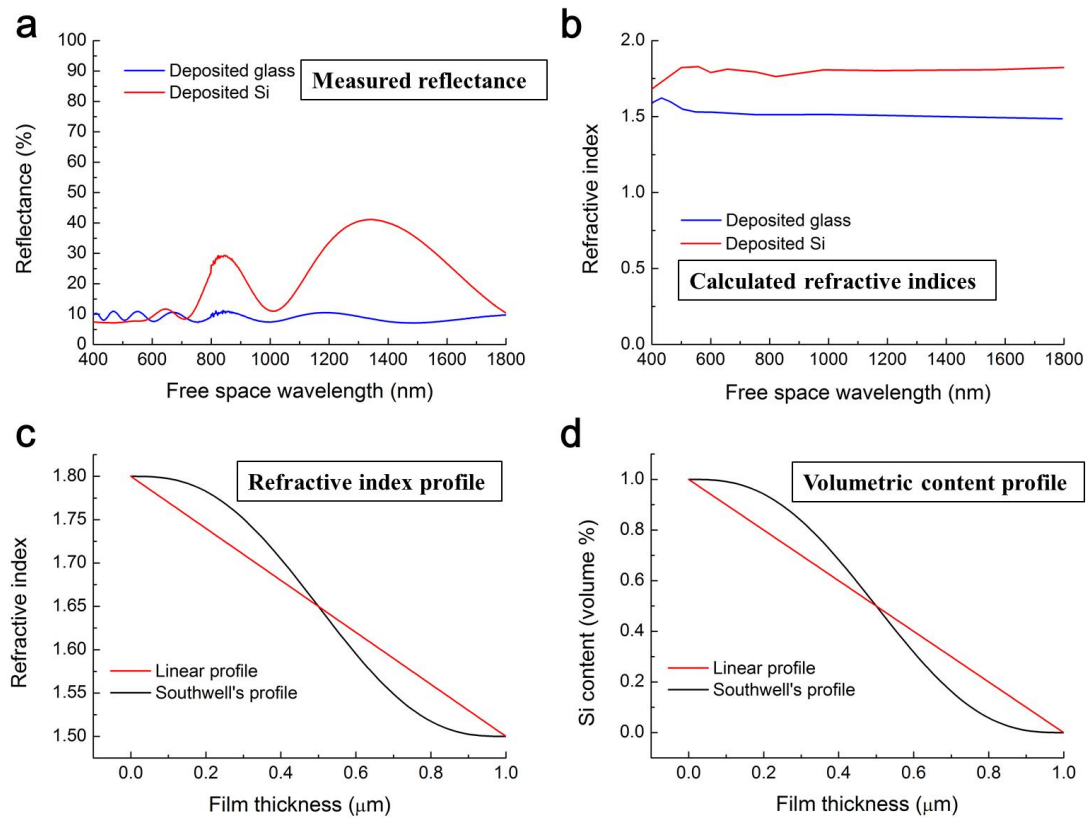 a
100
90
80
70
60
50
40
30
20
10
0
Reflectance (%)
Deposited glass
Deposited Si
Measured reflectance
400 600 800 1000 1200 1400 1600 1800
Free space wavelength (nm)
b
2.0
1.5
1.0
0.5
0.0
Refractive index
Deposited glass
Deposited Si
Calculated refractive indices
400 600 800 1000 1200 1400 1600 1800
Free space wavelength (nm)
c
Refractive index profile
1.80
1.75
1.70
1.65
1.60
1.55
1.50
Refractive index
Linear profile
Southwell's profile
0.0 0.2 0.4 0.6 0.8 1.0
Film thickness (μm)
d
Volumetric content profile
1.0
0.8
0.6
0.4
0.2
0.0
Si content (volume %)
Linear profile
Southwell's profile
0.0 0.2 0.4 0.6 0.8 1.0
Film thickness (μm)